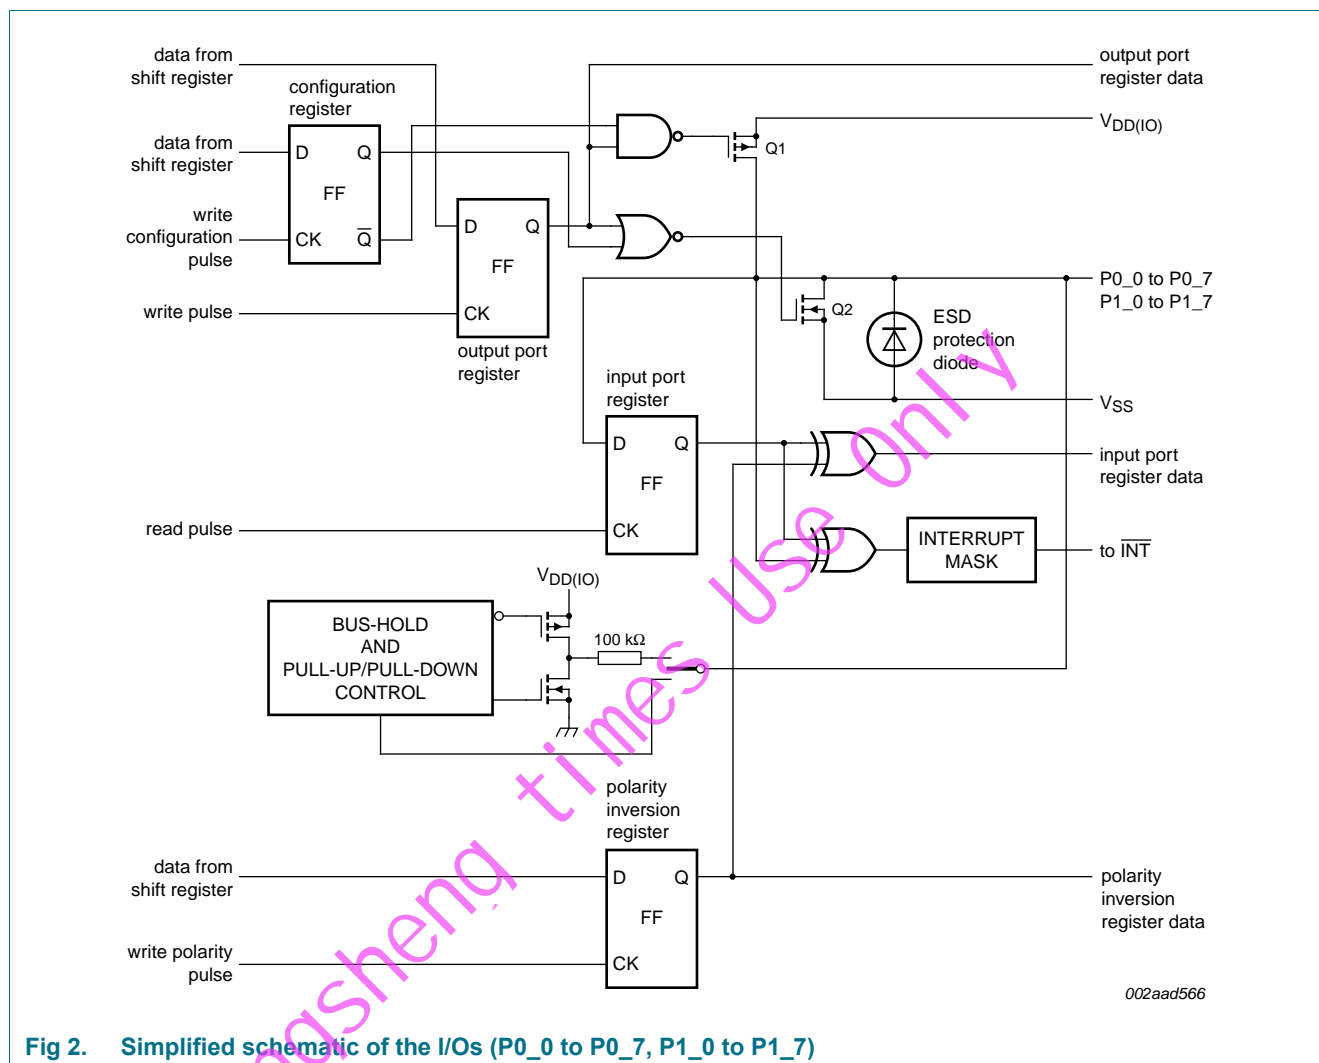 data from
shift register
output port
register data
configuration
register
V_DD(IO)
data from
shift register
D
Q
Q1
FF
write
configuration
pulse
CK
Q̅
D
Q
FF
P0_0 to P0_7
P1_0 to P1_7
write pulse
CK
Q2
ESD
protection
diode
output port
register
input port
register
V_SS
D
Q
input port
register data
FF
read pulse
CK
INTERRUPT
MASK
to I̅N̅T̅
V_DD(IO)
BUS-HOLD
AND
PULL-UP/PULL-DOWN
CONTROL
100 kΩ
polarity
inversion
register
data from
shift register
D
Q
polarity
inversion
register data
FF
write polarity
pulse
CK
002aad566
Fig 2. Simplified schematic of the I/Os (P0_0 to P0_7, P1_0 to P1_7)
times Use Only